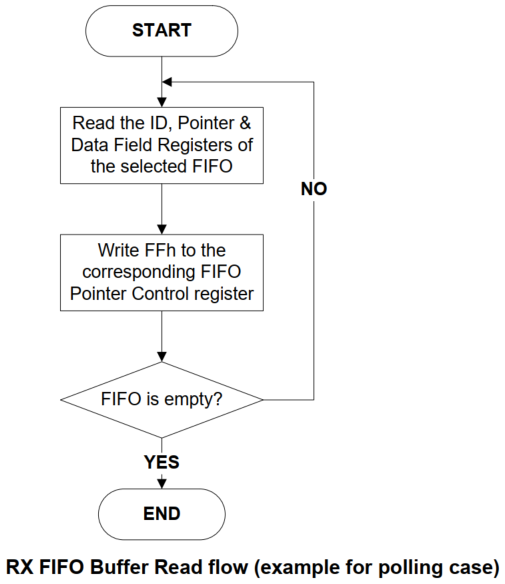 START
Read the ID, Pointer &
Data Field Registers of
the selected FIFO
NO
Write FFh to the
corresponding FIFO
Pointer Control register
FIFO is empty?
YES
END
RX FIFO Buffer Read flow (example for polling case)